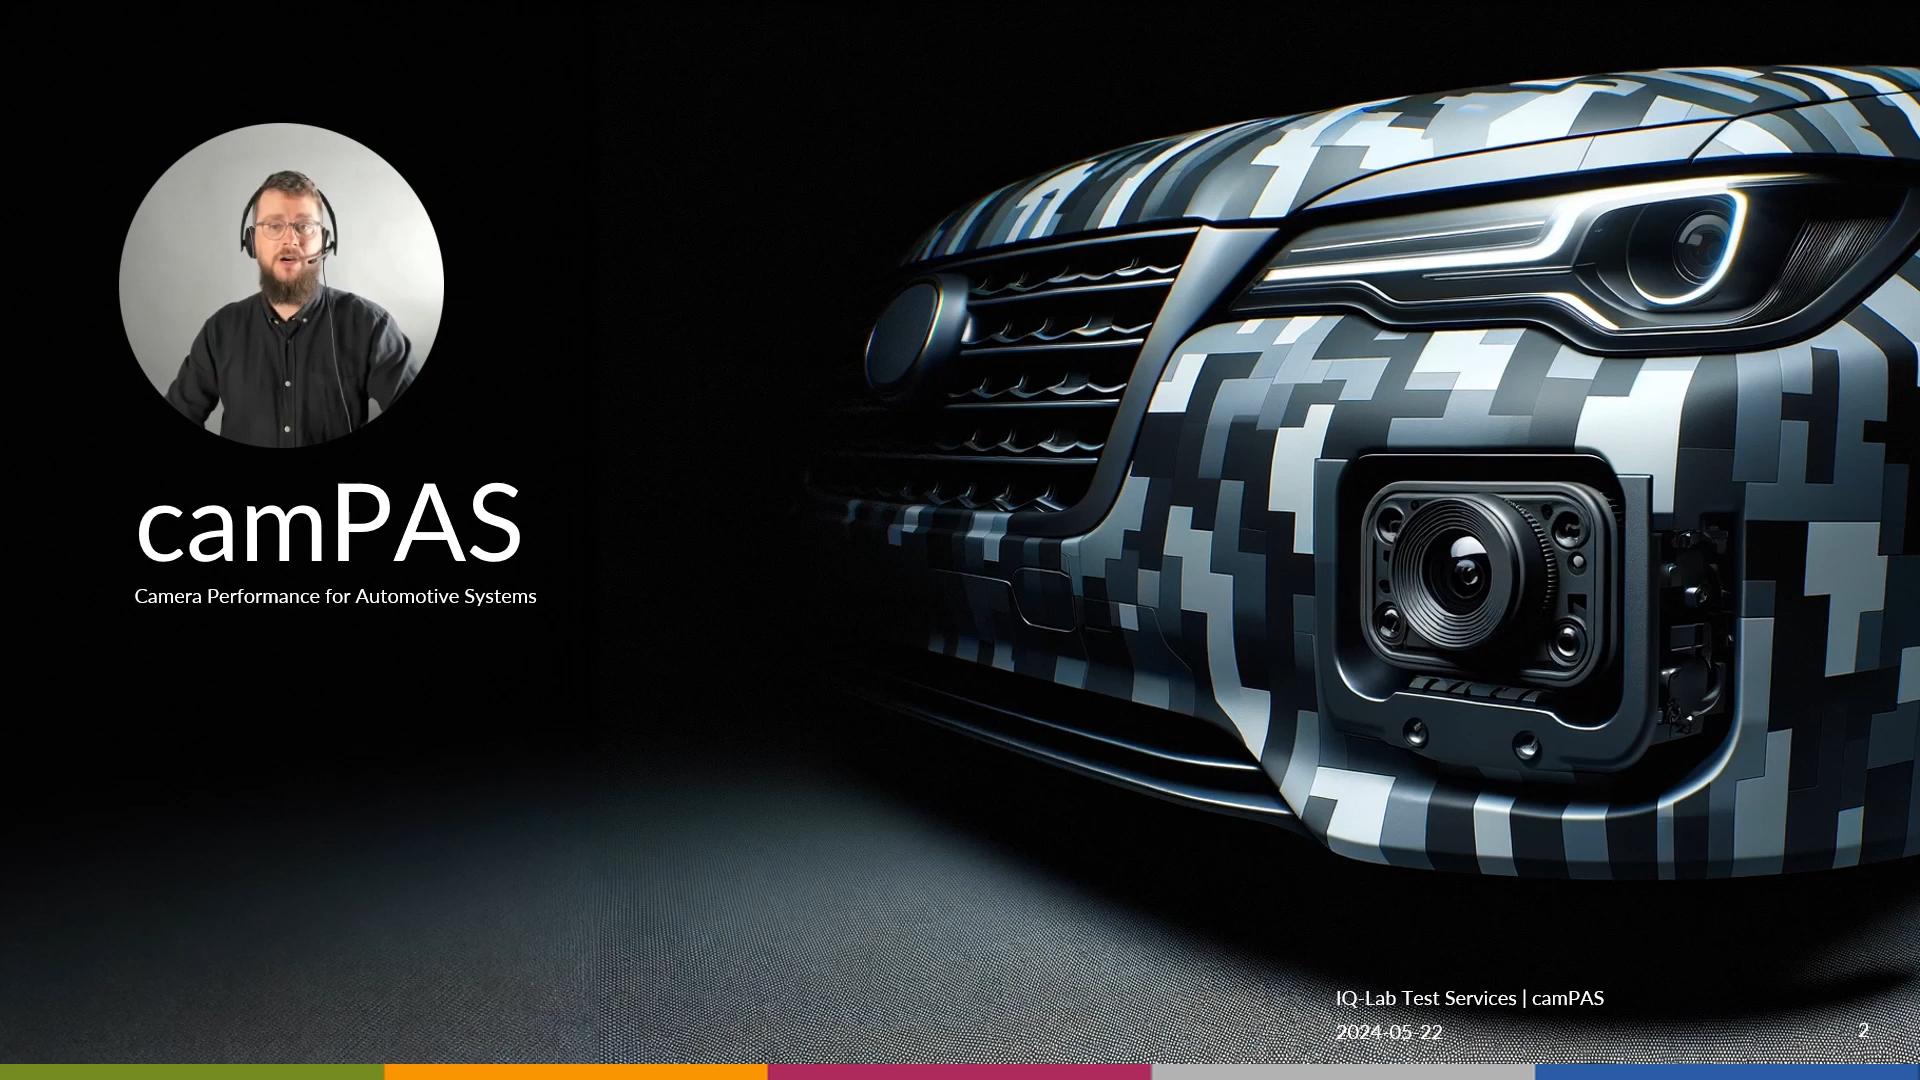 camPAS
Camera Performance for Automotive Systems
IQ-Lab Test Services | camPAS
2024-05-22
2